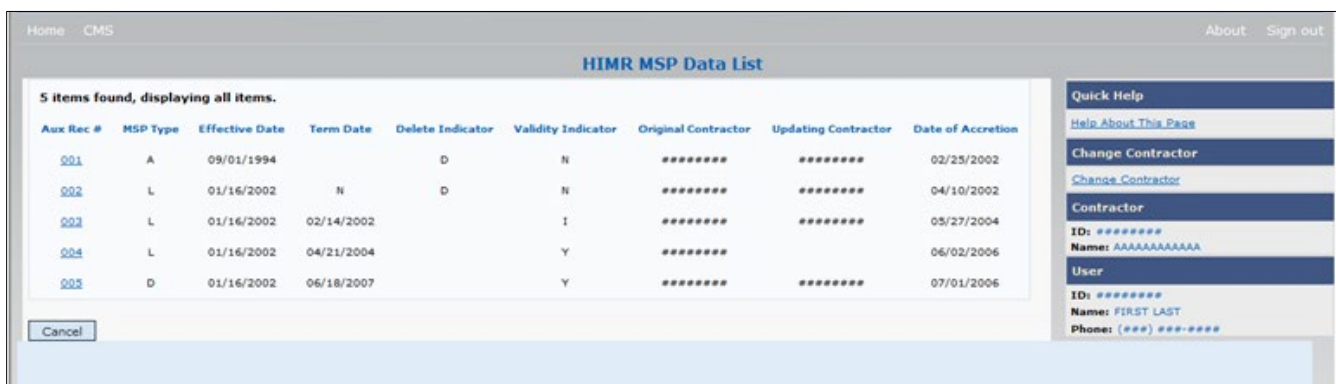 Home CMS About Sign out
HIMR MSP Data List
5 items found, displaying all items.
Aux Rec # MSP Type Effective Date Term Date Delete Indicator Validity Indicator Original Contractor Updating Contractor Date of Accretion
001 A 09/01/1994 D N ######## ######## 02/25/2002
002 L 01/16/2002 N D N ######## ######## 04/10/2002
003 L 01/16/2002 02/14/2002 I ######## ######## 05/27/2004
004 L 01/16/2002 04/21/2004 Y ######## 06/02/2006
005 D 01/16/2002 06/18/2007 Y ######## ######## 07/01/2006
Cancel
Quick Help
Help About This Page
Change Contractor
Change Contractor
Contractor
ID: ########
Name: AAAAAAAAAAAA
User
ID: ########
Name: FIRST LAST
Phone: (###) ###-####